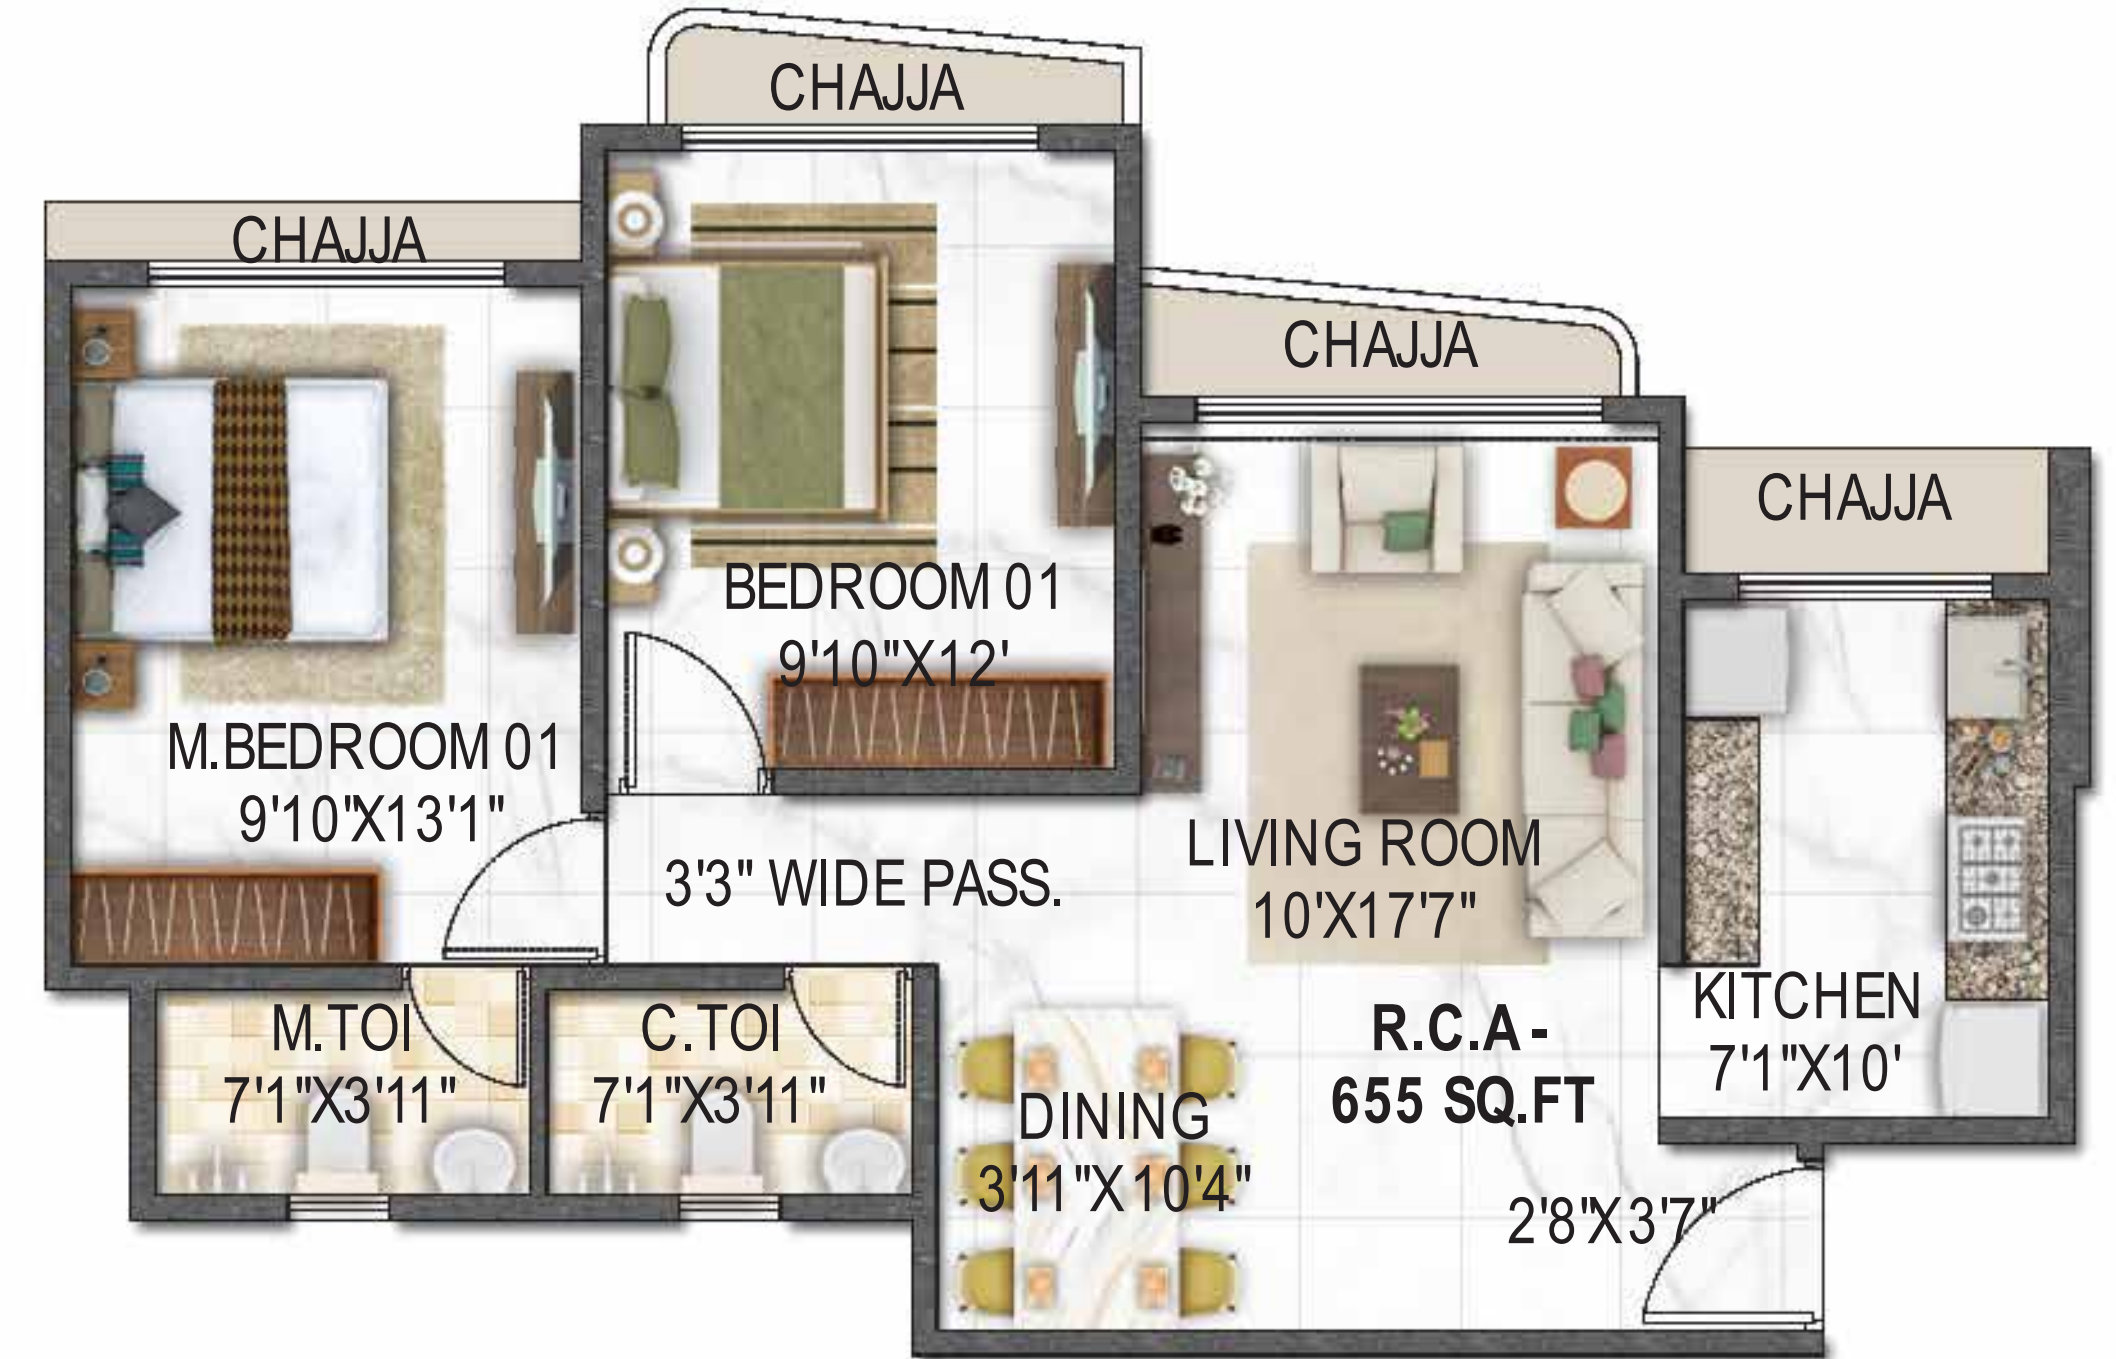 CHAJJA
CHAJJA
CHAJJA
CHAJJA
BEDROOM 01
9'10"X12'
M.BEDROOM 01
9'10"X13'1"
3'3" WIDE PASS.
LIVING ROOM
10'X17'7"
KITCHEN
7'1"X10'
M.TOI
7'1"X3'11"
C.TOI
7'1"X3'11"
R.C.A -
655 SQ.FT
DINING
3'11"X10'4"
2'8"X3'7"